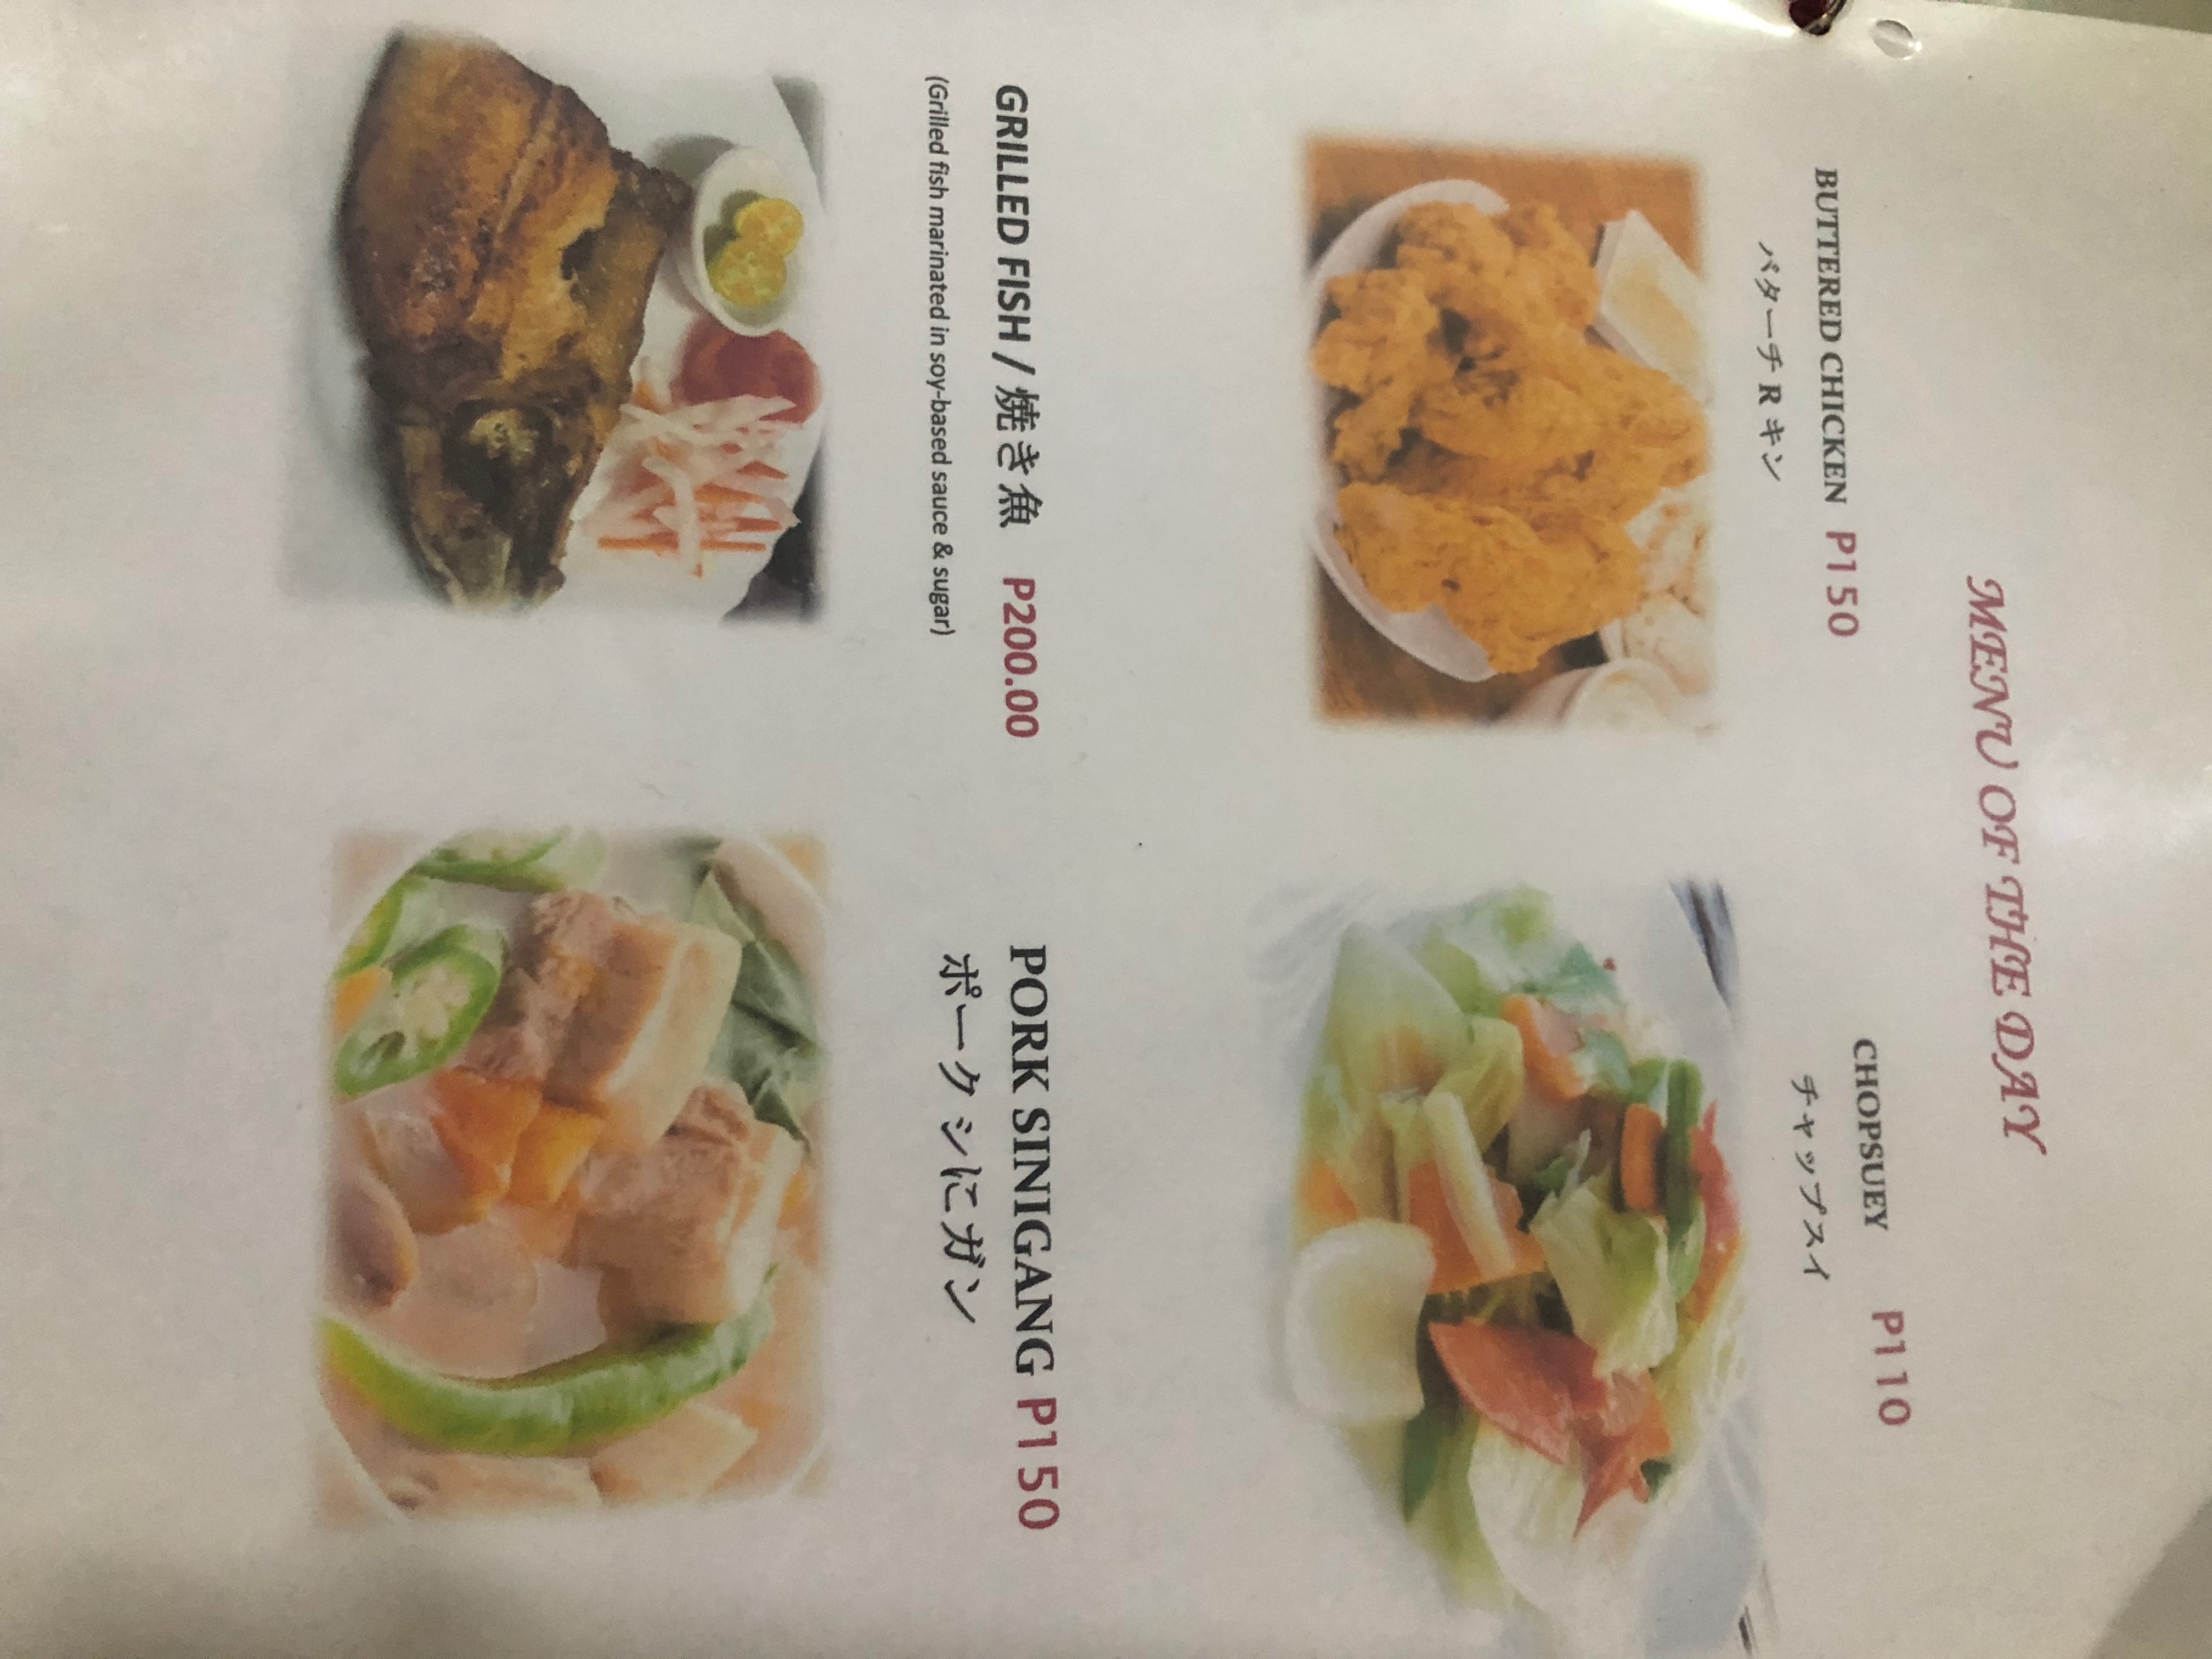 MENU OF THE DAY
BUTTERED CHICKEN P150
バターチ R キン
CHOPSUEY P110
チャップスイ
GRILLED FISH / 焼き魚 P200.00
(Grilled fish marinated in soy-based sauce & sugar)
PORK SINIGANG P150
ポークシにガン